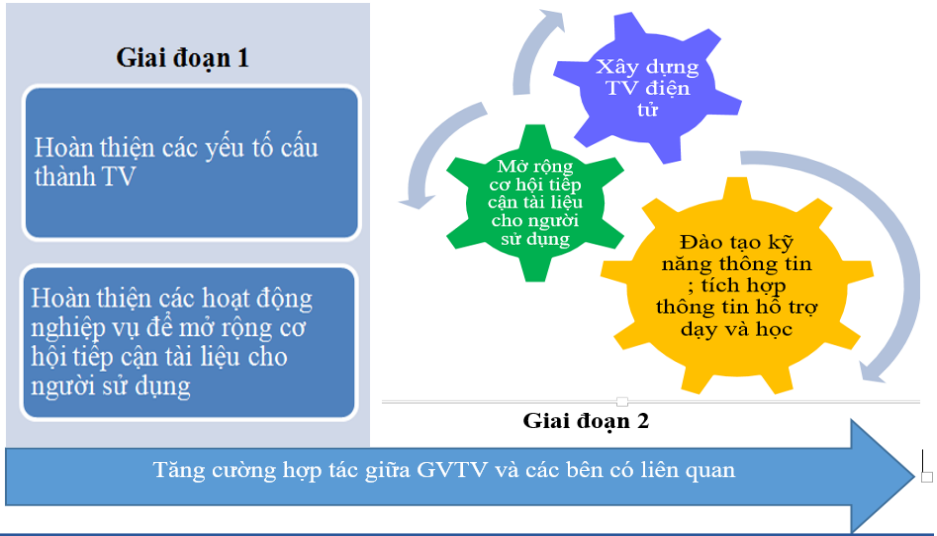 Giai đoạn 1
Hoàn thiện các yếu tố cấu
thành TV
Hoàn thiện các hoạt động
nghiệp vụ để mở rộng cơ
hội tiếp cận tài liệu cho
người sử dụng
Xây dựng
TV điện
tử
Mở rộng
cơ hội tiếp
cận tài liệu
cho người
sử dụng
Đào tạo kỹ
năng thông tin
; tích hợp
thông tin hỗ trợ
dạy và học
Giai đoạn 2
Tăng cường hợp tác giữa GVTV và các bên có liên quan